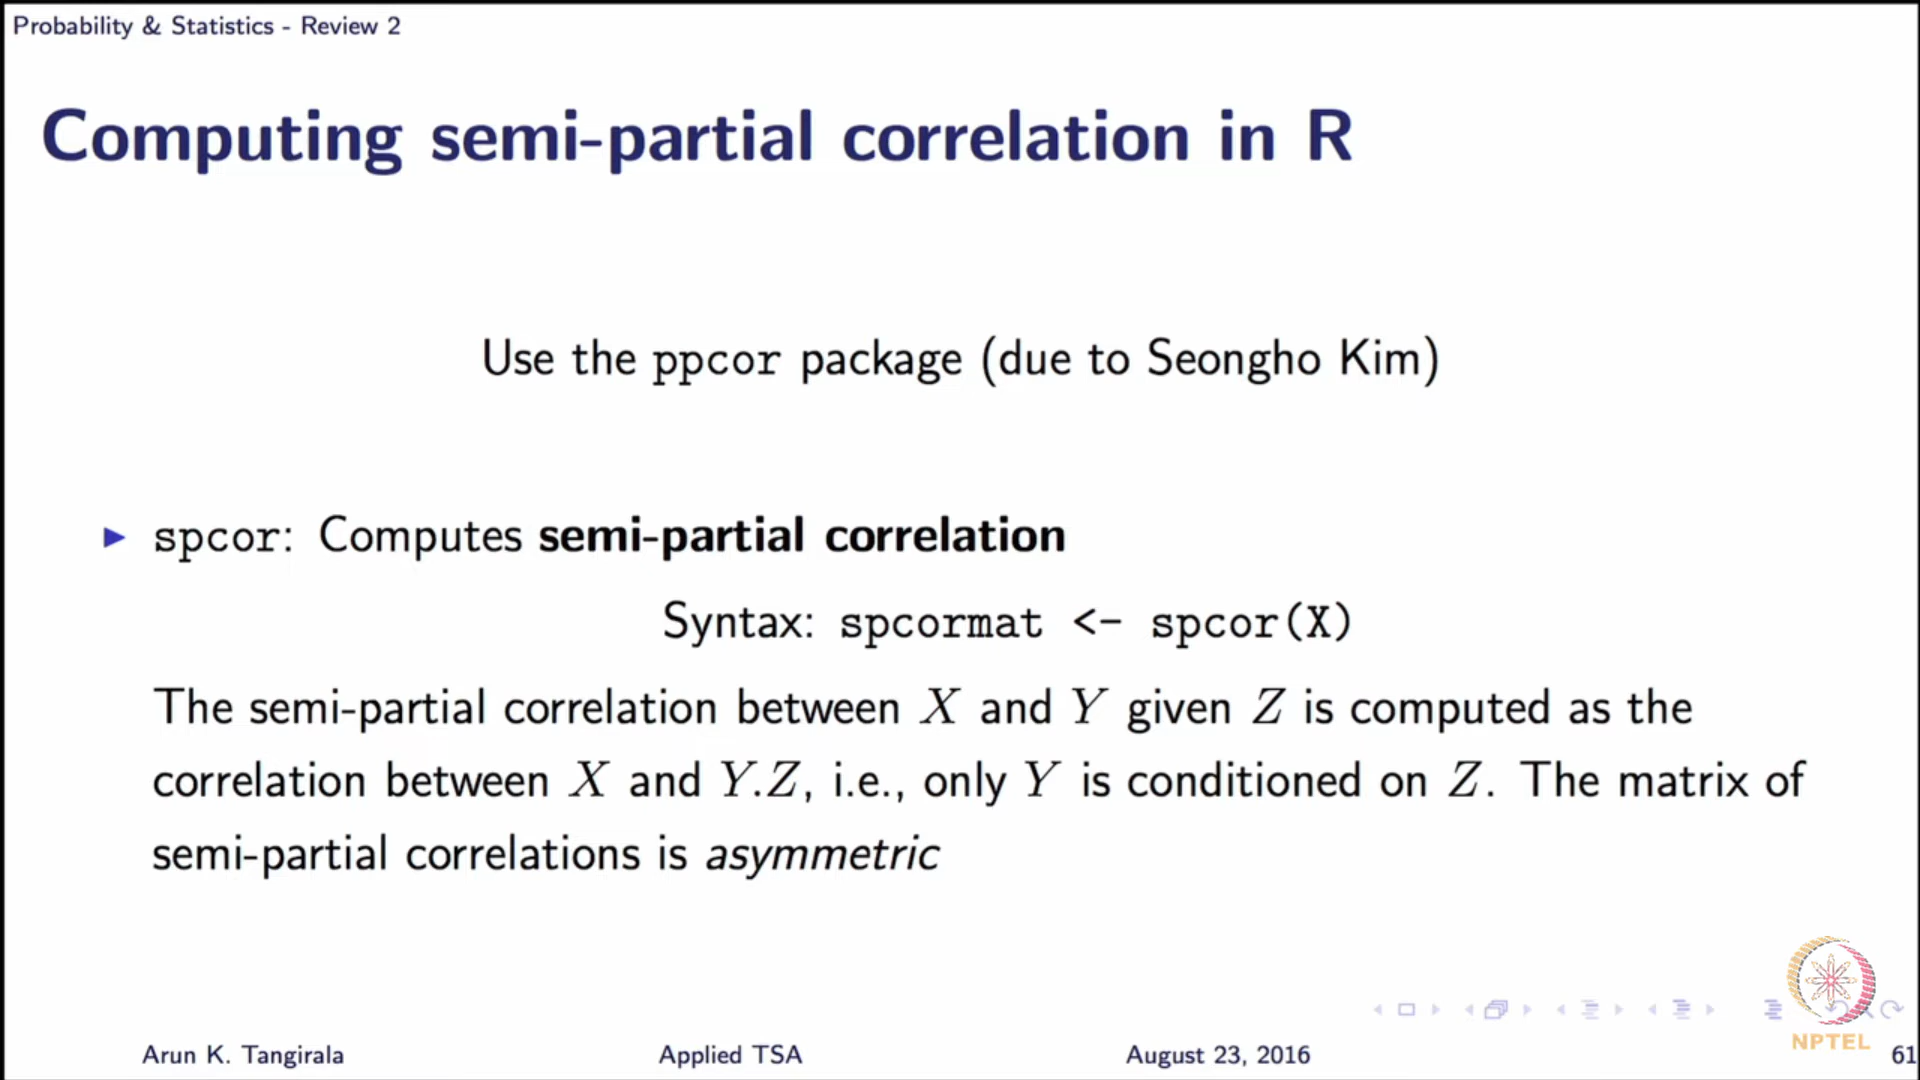 Probability & Statistics - Review 2
Computing semi-partial correlation in R
Use the ppcor package (due to Seongho Kim)
▶ spcor: Computes semi-partial correlation
Syntax: spcormat <- spcor(X)
The semi-partial correlation between X and Y given Z is computed as the
correlation between X and Y.Z, i.e., only Y is conditioned on Z. The matrix of
semi-partial correlations is asymmetric
NPTEL
Arun K. Tangirala Applied TSA August 23, 2016 61